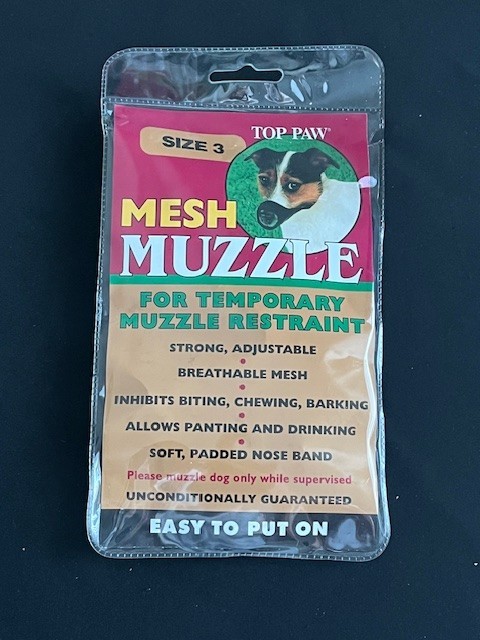 SIZE 3
TOP PAW®
MESH
MUZZLE
FOR TEMPORARY
MUZZLE RESTRAINT
STRONG, ADJUSTABLE
•
BREATHABLE MESH
•
INHIBITS BITING, CHEWING, BARKING
•
ALLOWS PANTING AND DRINKING
•
SOFT, PADDED NOSE BAND
Please muzzle dog only while supervised
UNCONDITIONALLY GUARANTEED
EASY TO PUT ON